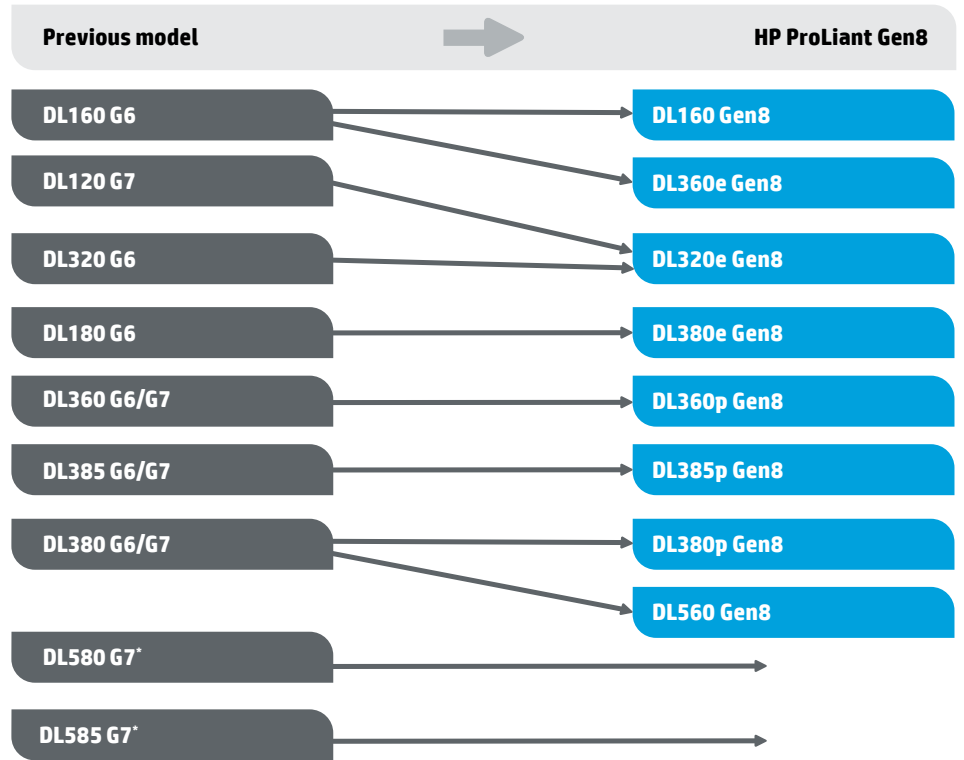 Previous model HP ProLiant Gen8
DL160 G6 DL160 Gen8
DL360e Gen8
DL120 G7
DL320 G6 DL320e Gen8
DL180 G6 DL380e Gen8
DL360 G6/G7 DL360p Gen8
DL385 G6/G7 DL385p Gen8
DL380 G6/G7 DL380p Gen8
DL560 Gen8
DL580 G7*
DL585 G7*